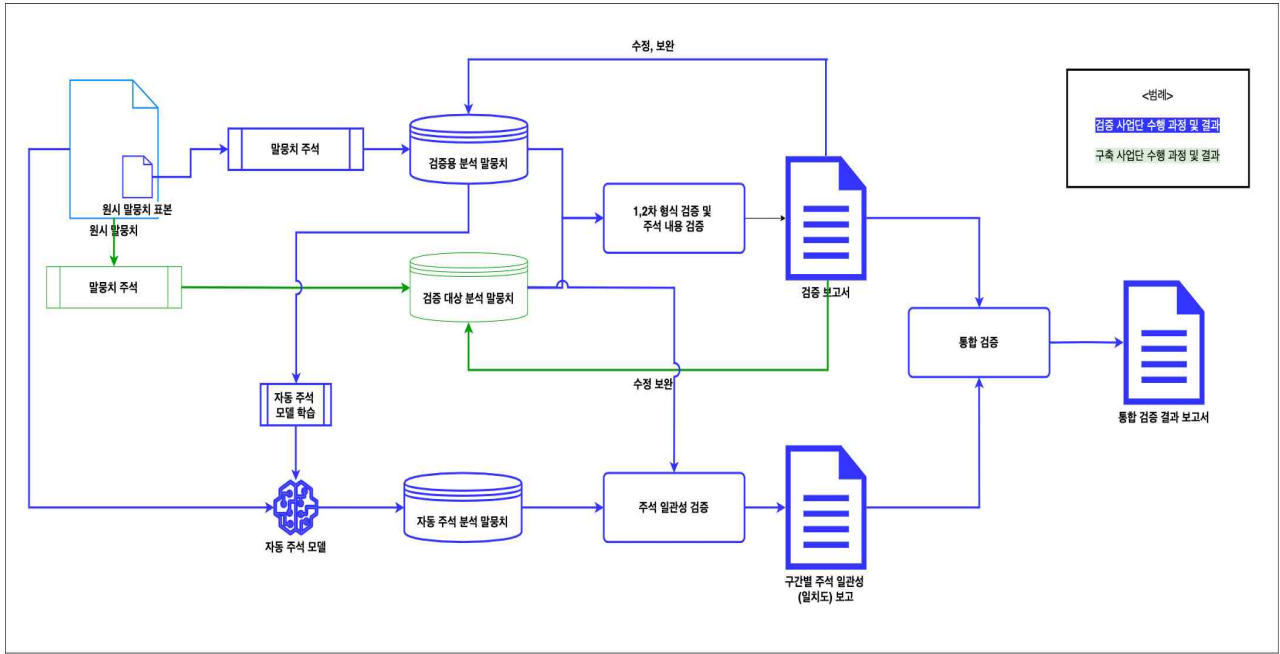 수정, 보완
<범례>
검증 사업단 수행 과정 및 결과
구축 사업단 수행 과정 및 결과
말뭉치 주석
검증용 분석 말뭉치
원시 말뭉치 표본
원시 말뭉치
1,2차 형식 검증 및
주석 내용 검증
말뭉치 주석
검증 대상 분석 말뭉치
검증 보고서
통합 검증
수정 보완
자동 주석
모델 학습
통합 검증 결과 보고서
자동 주석 분석 말뭉치
주석 일관성 검증
자동 주석 모델
구간별 주석 일관성
(일치도) 보고